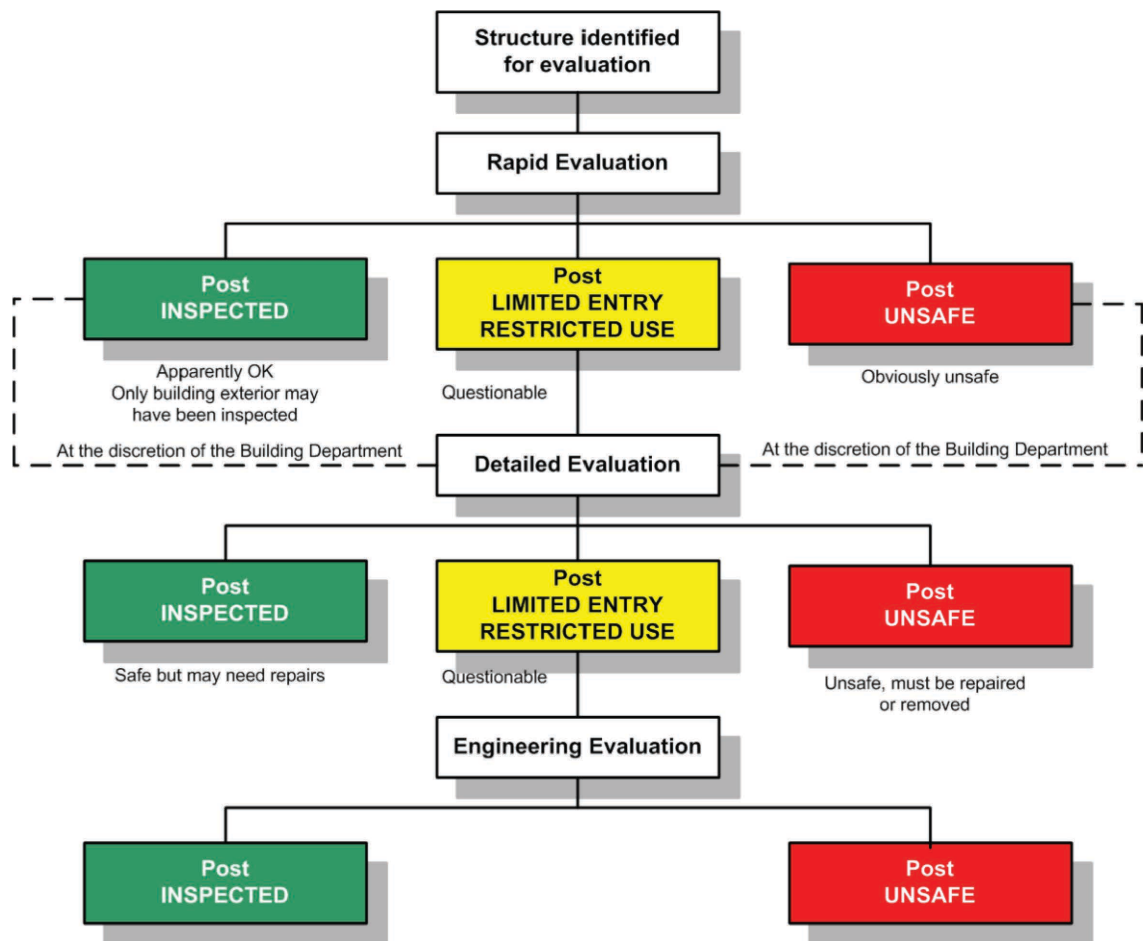 Structure identified
for evaluation
Rapid Evaluation
Post
INSPECTED
Post
LIMITED ENTRY
RESTRICTED USE
Post
UNSAFE
Apparently OK
Only building exterior may
have been inspected
Questionable
Obviously unsafe
At the discretion of the Building Department
Detailed Evaluation
At the discretion of the Building Department
Post
INSPECTED
Post
LIMITED ENTRY
RESTRICTED USE
Post
UNSAFE
Safe but may need repairs
Questionable
Unsafe, must be repaired
or removed
Engineering Evaluation
Post
INSPECTED
Post
UNSAFE